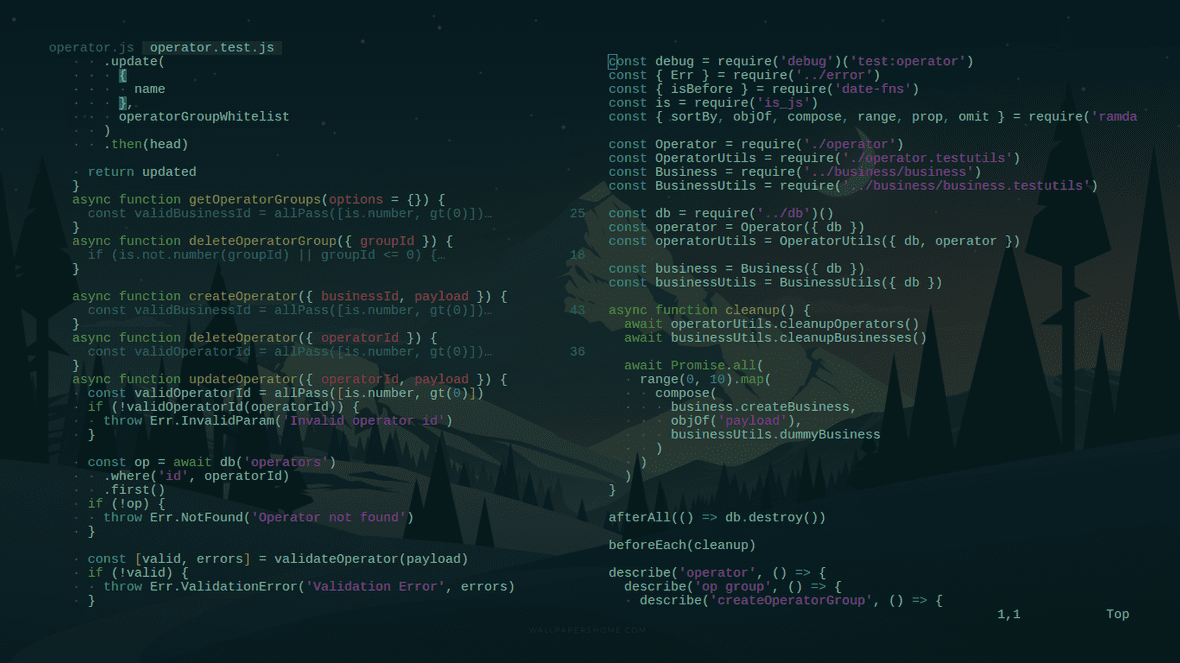 operator.js operator.test.js
.update(
{
name
},
operatorGroupWhitelist
)
.then(head)
return updated
}
async function getOperatorGroups(options = {}) {
const validBusinessId = allPass([is.number, gt(0)])… 25
}
async function deleteOperatorGroup({ groupId }) {
if (is.not.number(groupId) || groupId <= 0) {… 18
}
async function createOperator({ businessId, payload }) {
const validBusinessId = allPass([is.number, gt(0)])… 43
}
async function deleteOperator({ operatorId }) {
const validOperatorId = allPass([is.number, gt(0)])… 36
}
async function updateOperator({ operatorId, payload }) {
const validOperatorId = allPass([is.number, gt(0)])
if (!validOperatorId(operatorId)) {
throw Err.InvalidParam('Invalid operator id')
}
const op = await db('operators')
.where('id', operatorId)
.first()
if (!op) {
throw Err.NotFound('Operator not found')
}
const [valid, errors] = validateOperator(payload)
if (!valid) {
throw Err.ValidationError('Validation Error', errors)
}
const debug = require('debug')('test:operator')
const { Err } = require('../error')
const { isBefore } = require('date-fns')
const is = require('is_js')
const { sortBy, objOf, compose, range, prop, omit } = require('ramda
const Operator = require('./operator')
const OperatorUtils = require('./operator.testutils')
const Business = require('../business/business')
const BusinessUtils = require('../business/business.testutils')
const db = require('../db')()
const operator = Operator({ db })
const operatorUtils = OperatorUtils({ db, operator })
const business = Business({ db })
const businessUtils = BusinessUtils({ db })
async function cleanup() {
await operatorUtils.cleanupOperators()
await businessUtils.cleanupBusinesses()
await Promise.all(
range(0, 10).map(
compose(
business.createBusiness,
objOf('payload'),
businessUtils.dummyBusiness
)
)
)
}
afterAll(() => db.destroy())
beforeEach(cleanup)
describe('operator', () => {
describe('op group', () => {
describe('createOperatorGroup', () => {
1,1 Top
WALLPAPERSHOME.COM